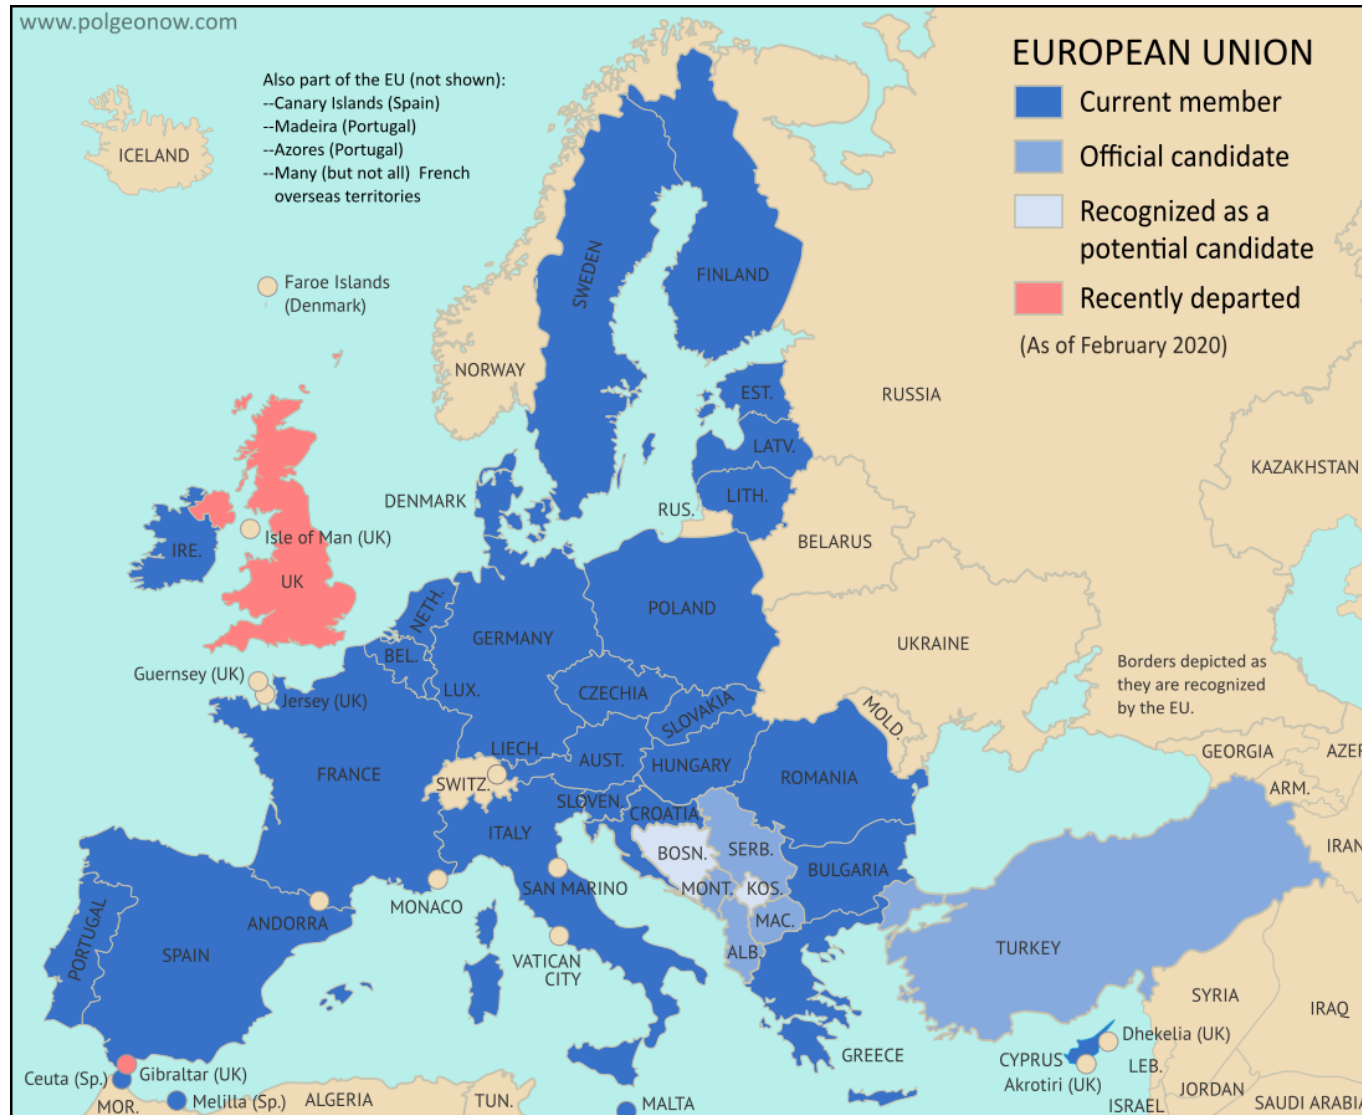 www.polgeonow.com
EUROPEAN UNION
Current member
Official candidate
Recognized as a
potential candidate
Recently departed
(As of February 2020)
Also part of the EU (not shown):
--Canary Islands (Spain)
--Madeira (Portugal)
--Azores (Portugal)
--Many (but not all) French
overseas territories
ICELAND
Faroe Islands
(Denmark)
SWEDEN
FINLAND
NORWAY
RUSSIA
EST.
LATV.
LITH.
RUS.
KAZAKHSTAN
DENMARK
Isle of Man (UK)
IRE.
UK
BELARUS
NETH.
POLAND
GERMANY
UKRAINE
BEL.
Guernsey (UK)
Jersey (UK)
LUX.
CZECHIA
SLOVAKIA
MOLD.
Borders depicted as
they are recognized
by the EU.
LIECH.
AUST.
HUNGARY
GEORGIA
AZER
FRANCE
SWITZ.
ROMANIA
ARM.
SLOVEN.
CROATIA
ITALY
BOSN.
SERB.
IRAN
BULGARIA
SAN MARINO
MONT.
KOS.
MONACO
ANDORRA
MAC.
PORTUGAL
SPAIN
VATICAN
CITY
ALB.
TURKEY
SYRIA
IRAQ
GREECE
CYPRUS
Dhekelia (UK)
Akrotiri (UK)
LEB.
Ceuta (Sp.)
Gibraltar (UK)
Melilla (Sp.)
MOR.
ALGERIA
TUN.
MALTA
ISRAEL
JORDAN
SAUDI ARABI